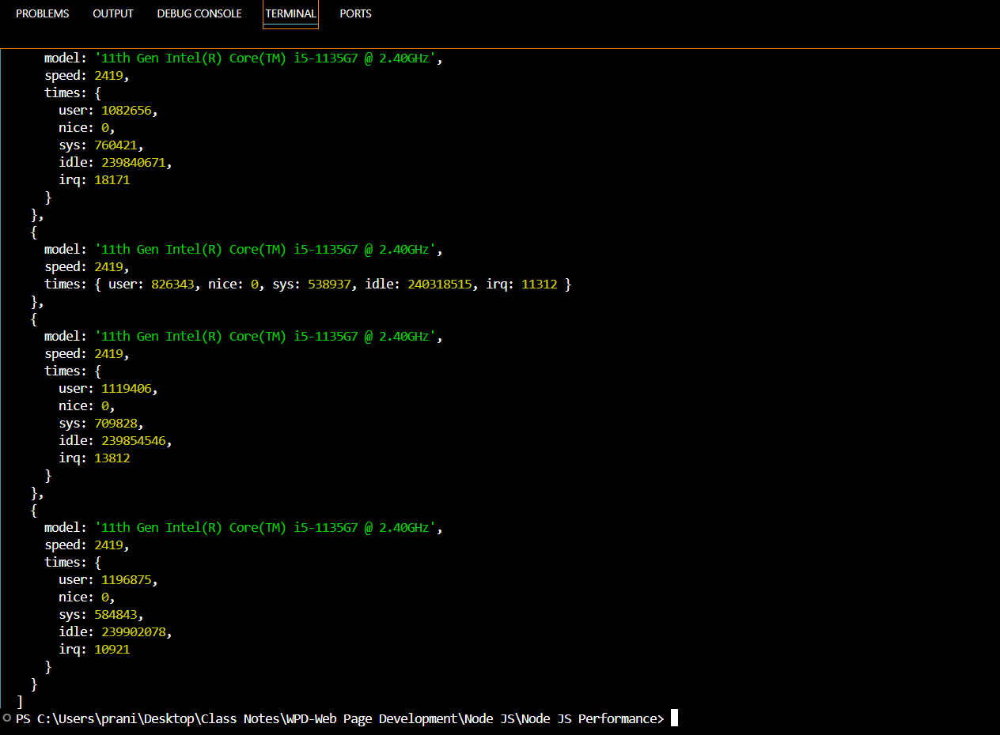 PROBLEMS OUTPUT DEBUG CONSOLE TERMINAL PORTS
model: '11th Gen Intel(R) Core(TM) i5-1135G7 @ 2.40GHz',
speed: 2419,
times: {
user: 1082656,
nice: 0,
sys: 760421,
idle: 239840671,
irq: 18171
}
},
{
model: '11th Gen Intel(R) Core(TM) i5-1135G7 @ 2.40GHz',
speed: 2419,
times: { user: 826343, nice: 0, sys: 538937, idle: 240318515, irq: 11312 }
},
{
model: '11th Gen Intel(R) Core(TM) i5-1135G7 @ 2.40GHz',
speed: 2419,
times: {
user: 1119406,
nice: 0,
sys: 709828,
idle: 239854546,
irq: 13812
}
},
{
model: '11th Gen Intel(R) Core(TM) i5-1135G7 @ 2.40GHz',
speed: 2419,
times: {
user: 1196875,
nice: 0,
sys: 584843,
idle: 239902078,
irq: 10921
}
}
]
PS C:\Users\prani\Desktop\Class Notes\WPD-Web Page Development\Node JS\Node JS Performance>